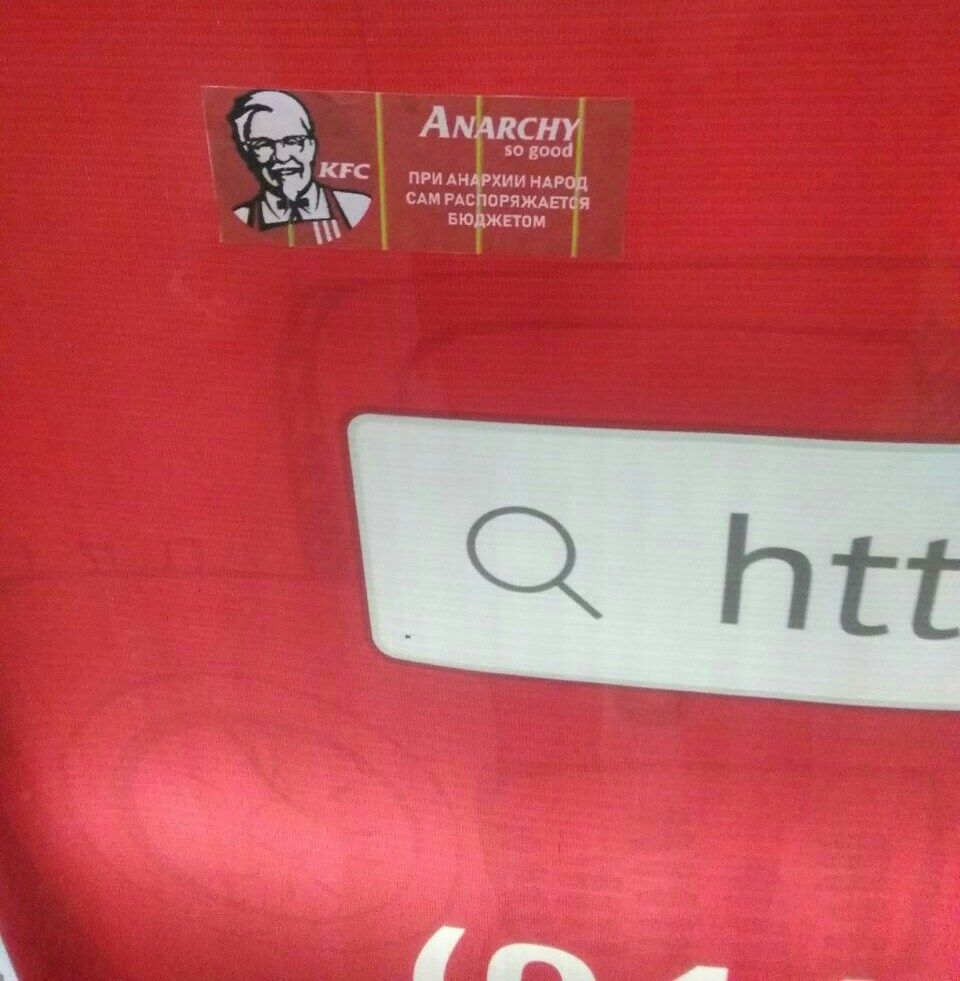 KFC
ANARCHY
so good
ПРИ АНАРХИИ НАРОД
САМ РАСПОРЯЖАЕТСЯ
БЮДЖЕТОМ
htt